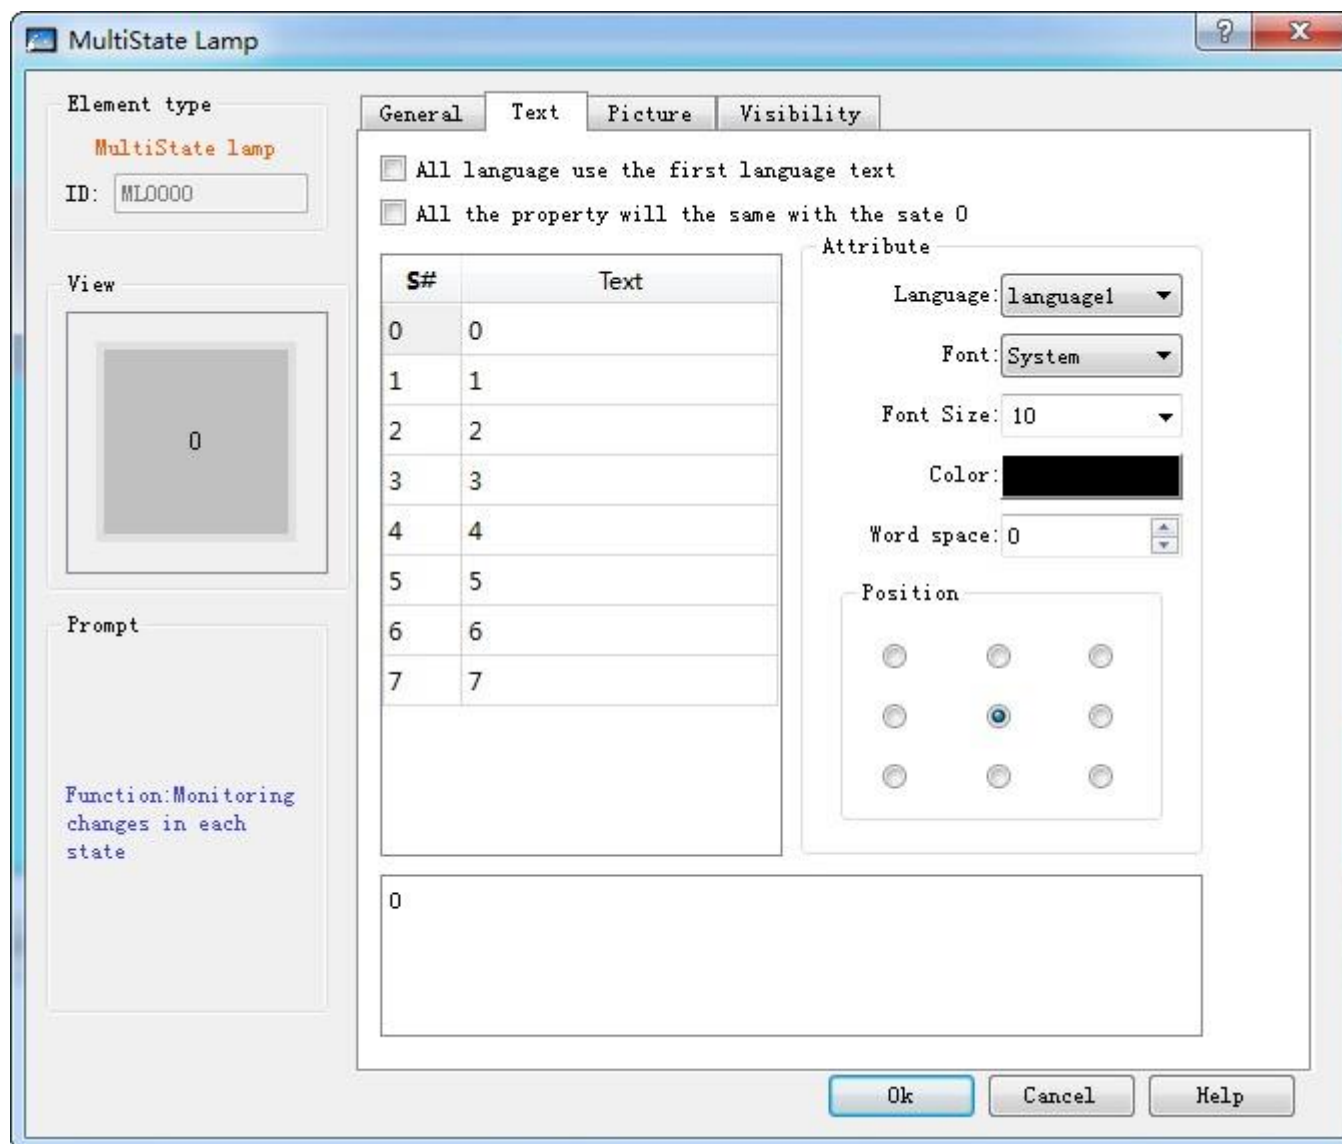 MultiState Lamp
Element type
MultiState lamp
ID: ML0000
View
0
Prompt
Function:Monitoring
changes in each
state
General Text Picture Visibility
All language use the first language text
All the property will the same with the sate 0
S# Text
0 0
1 1
2 2
3 3
4 4
5 5
6 6
7 7
Attribute
Language: language1
Font: System
Font Size: 10
Color:
Word space: 0
Position
0
Ok Cancel Help